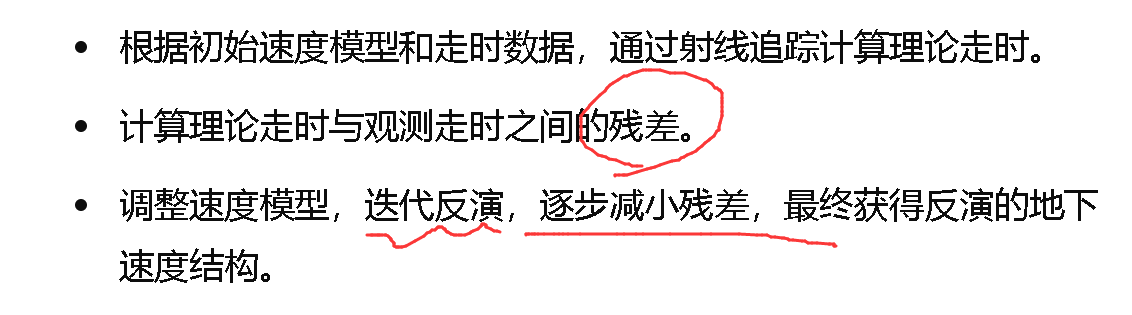 • 根据初始速度模型和走时数据，通过射线追踪计算理论走时。
• 计算理论走时与观测走时之间的残差。
• 调整速度模型，迭代反演，逐步减小残差，最终获得反演的地下
速度结构。